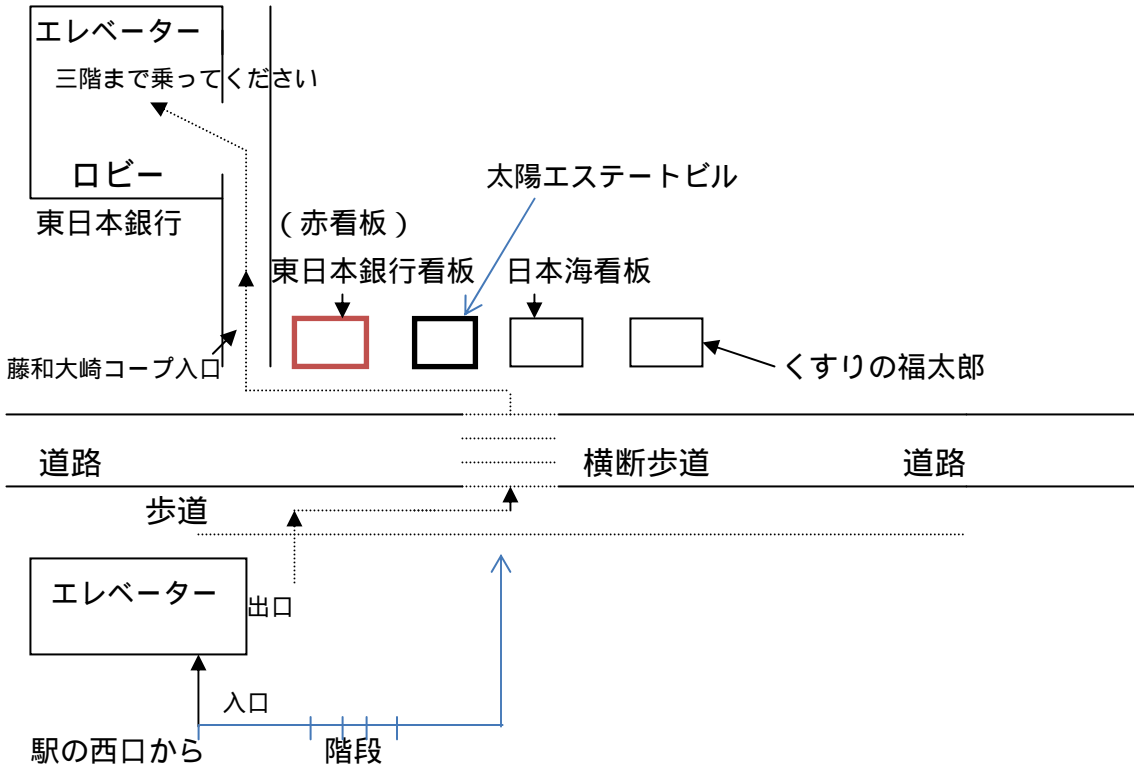 エレベーター
三階まで乗ってください
ロビー
太陽エステートビル
東日本銀行
(赤看板)
東日本銀行看板
日本海看板
藤和大崎コープ入口
くすりの福太郎
道路
横断歩道
道路
歩道
エレベーター
出口
入口
駅の西口から
階段